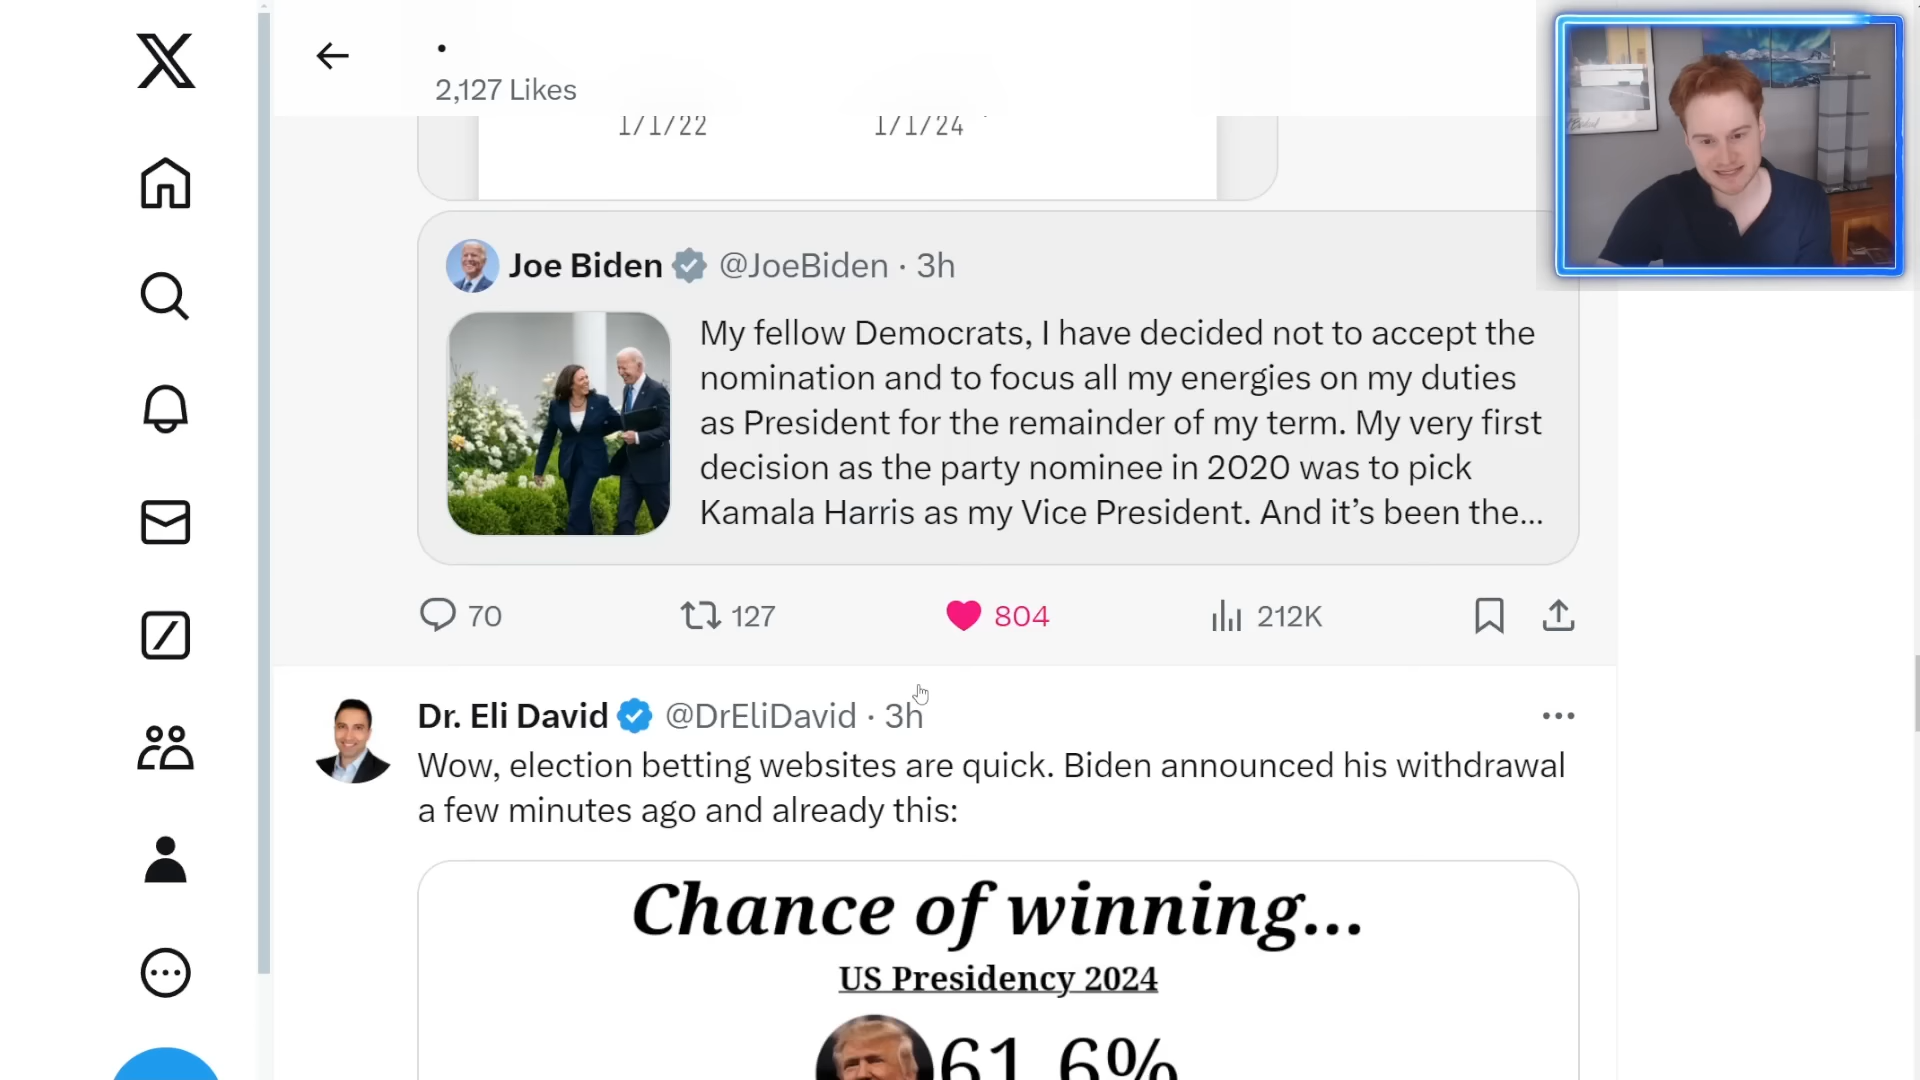 .
2,127 Likes
1/1/22 1/1/24
Joe Biden @JoeBiden · 3h
My fellow Democrats, I have decided not to accept the
nomination and to focus all my energies on my duties
as President for the remainder of my term. My very first
decision as the party nominee in 2020 was to pick
Kamala Harris as my Vice President. And it’s been the...
70 127 804 212K
Dr. Eli David @DrEliDavid · 3h
Wow, election betting websites are quick. Biden announced his withdrawal
a few minutes ago and already this:
Chance of winning...
US Presidency 2024
61.6%